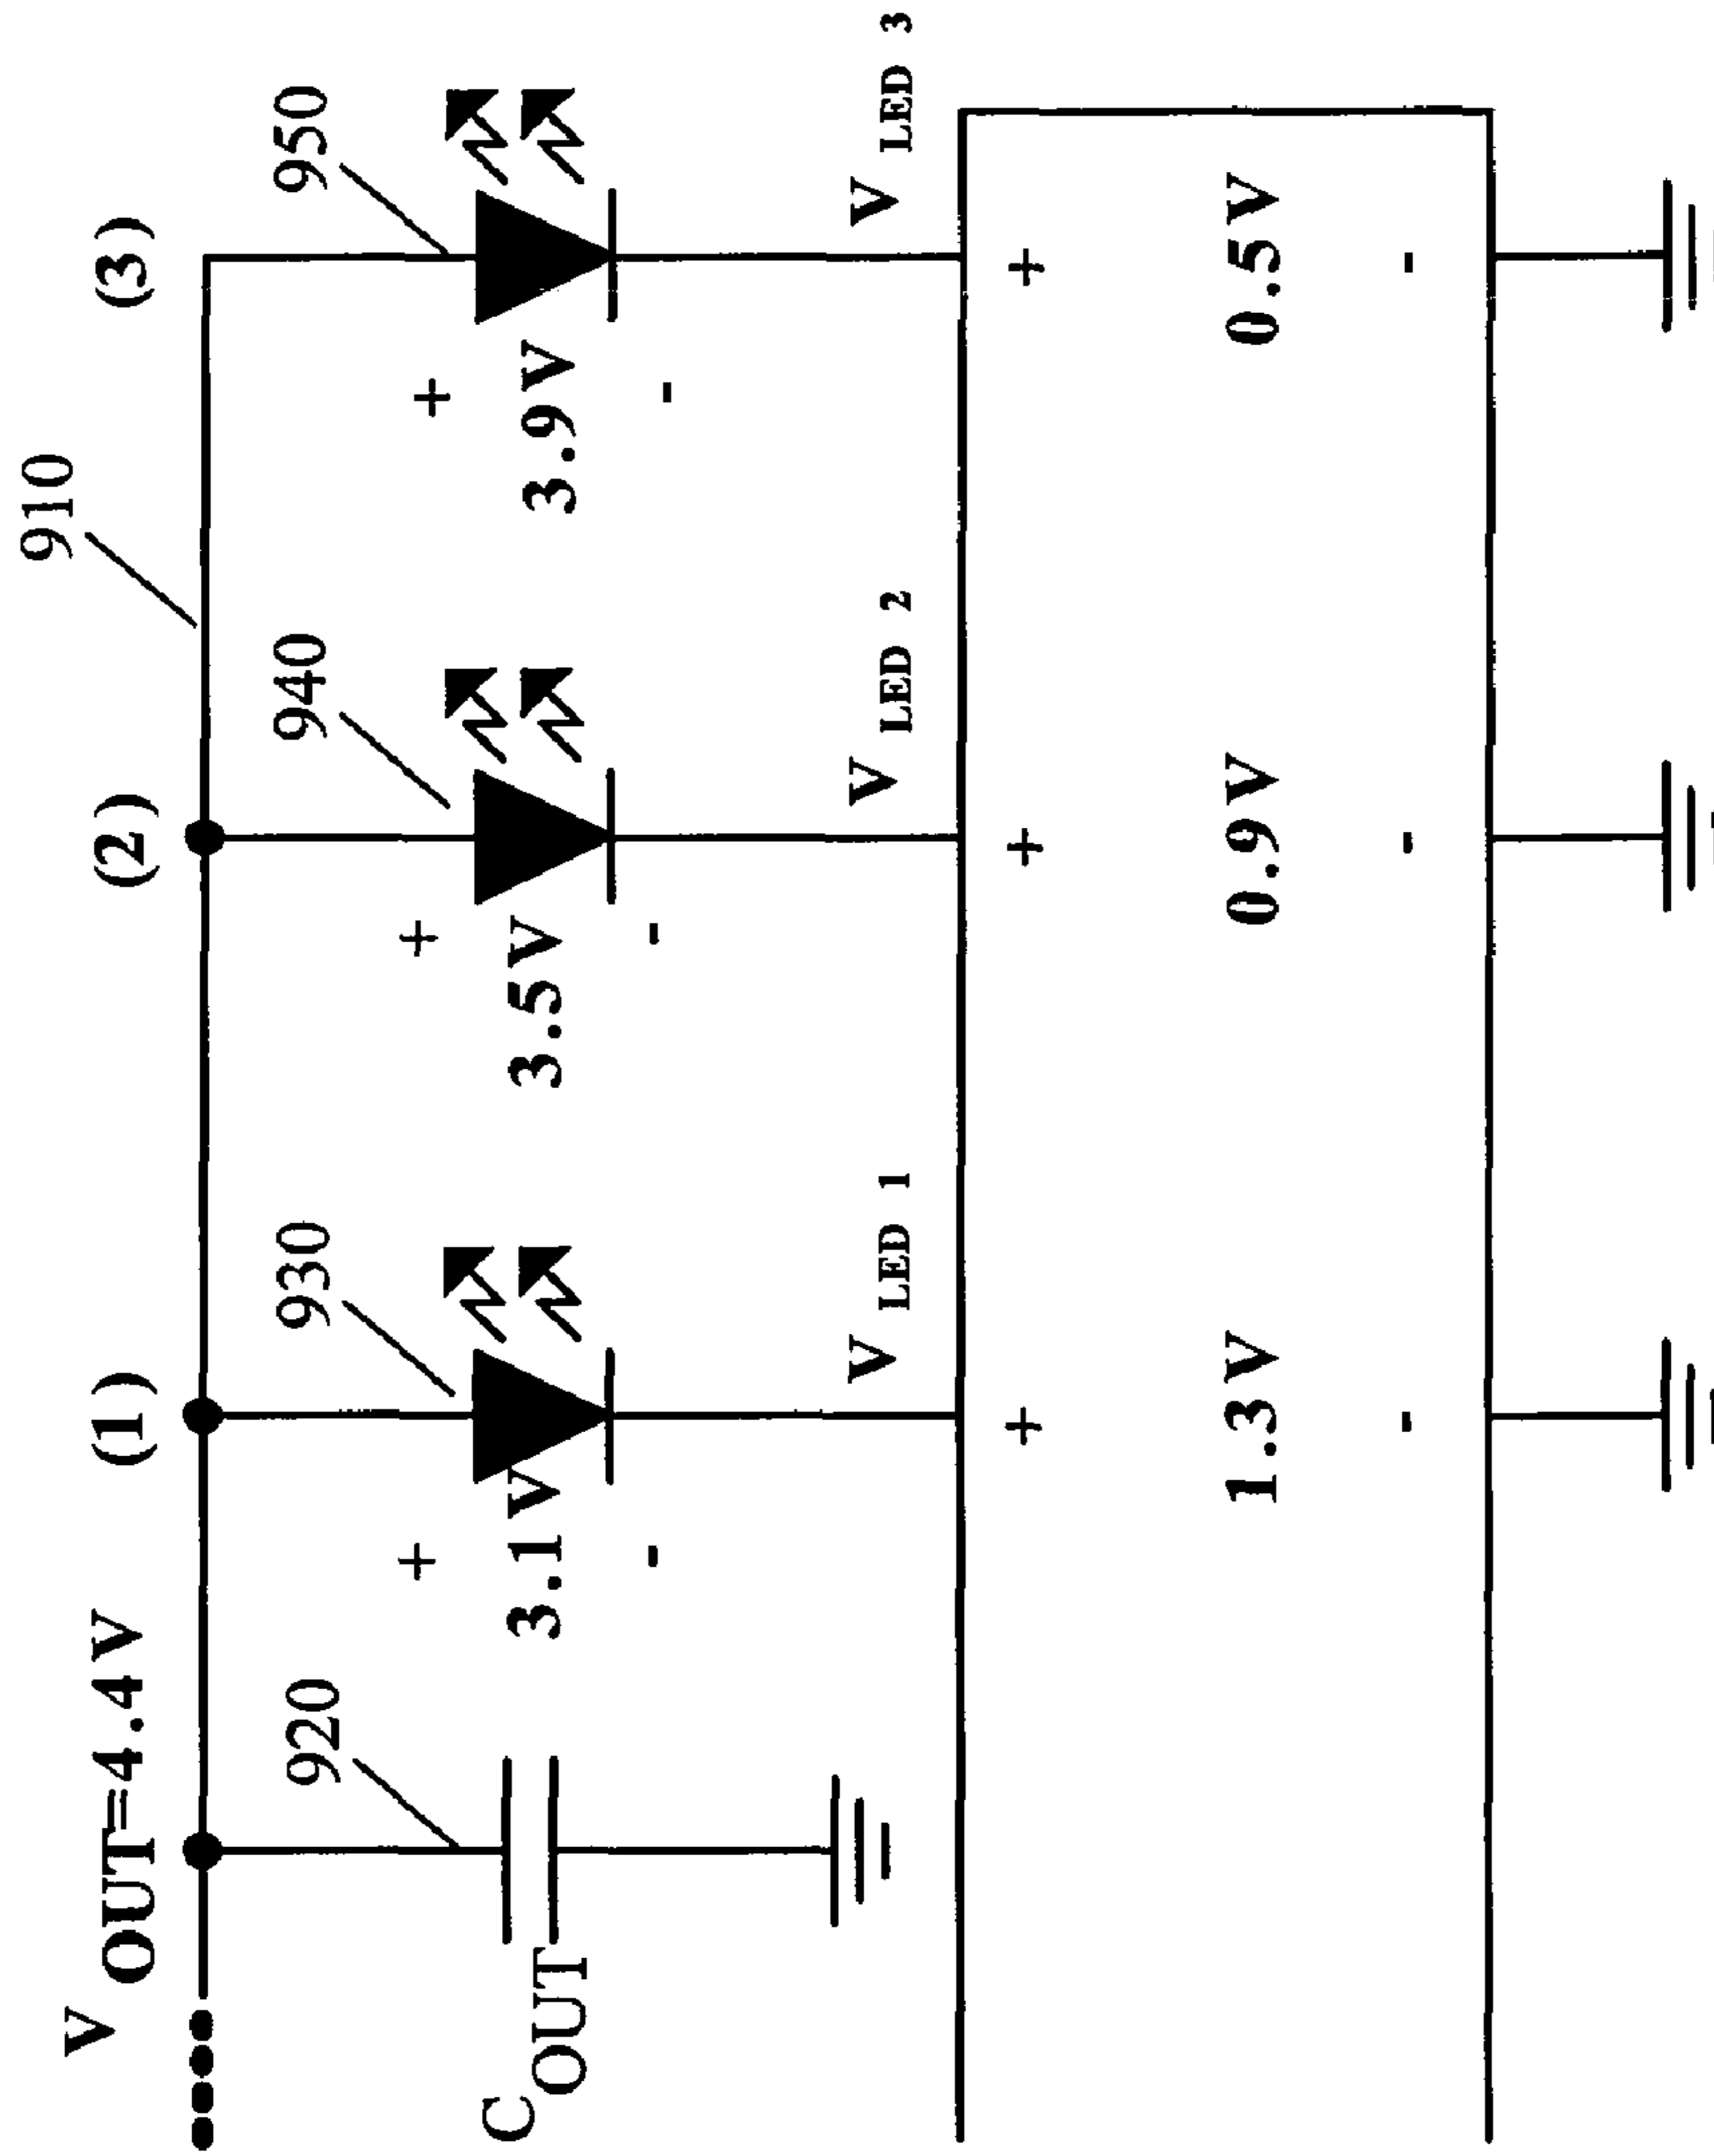 910
V OUT=4.4V
(1)
(2)
(3)
920
930
940
950
C OUT
3.1V
3.5V
3.9V
+
-
+
-
+
-
V LED 1
V LED 2
V LED 3
+
+
+
1.3V
0.9V
0.5V
-
-
-